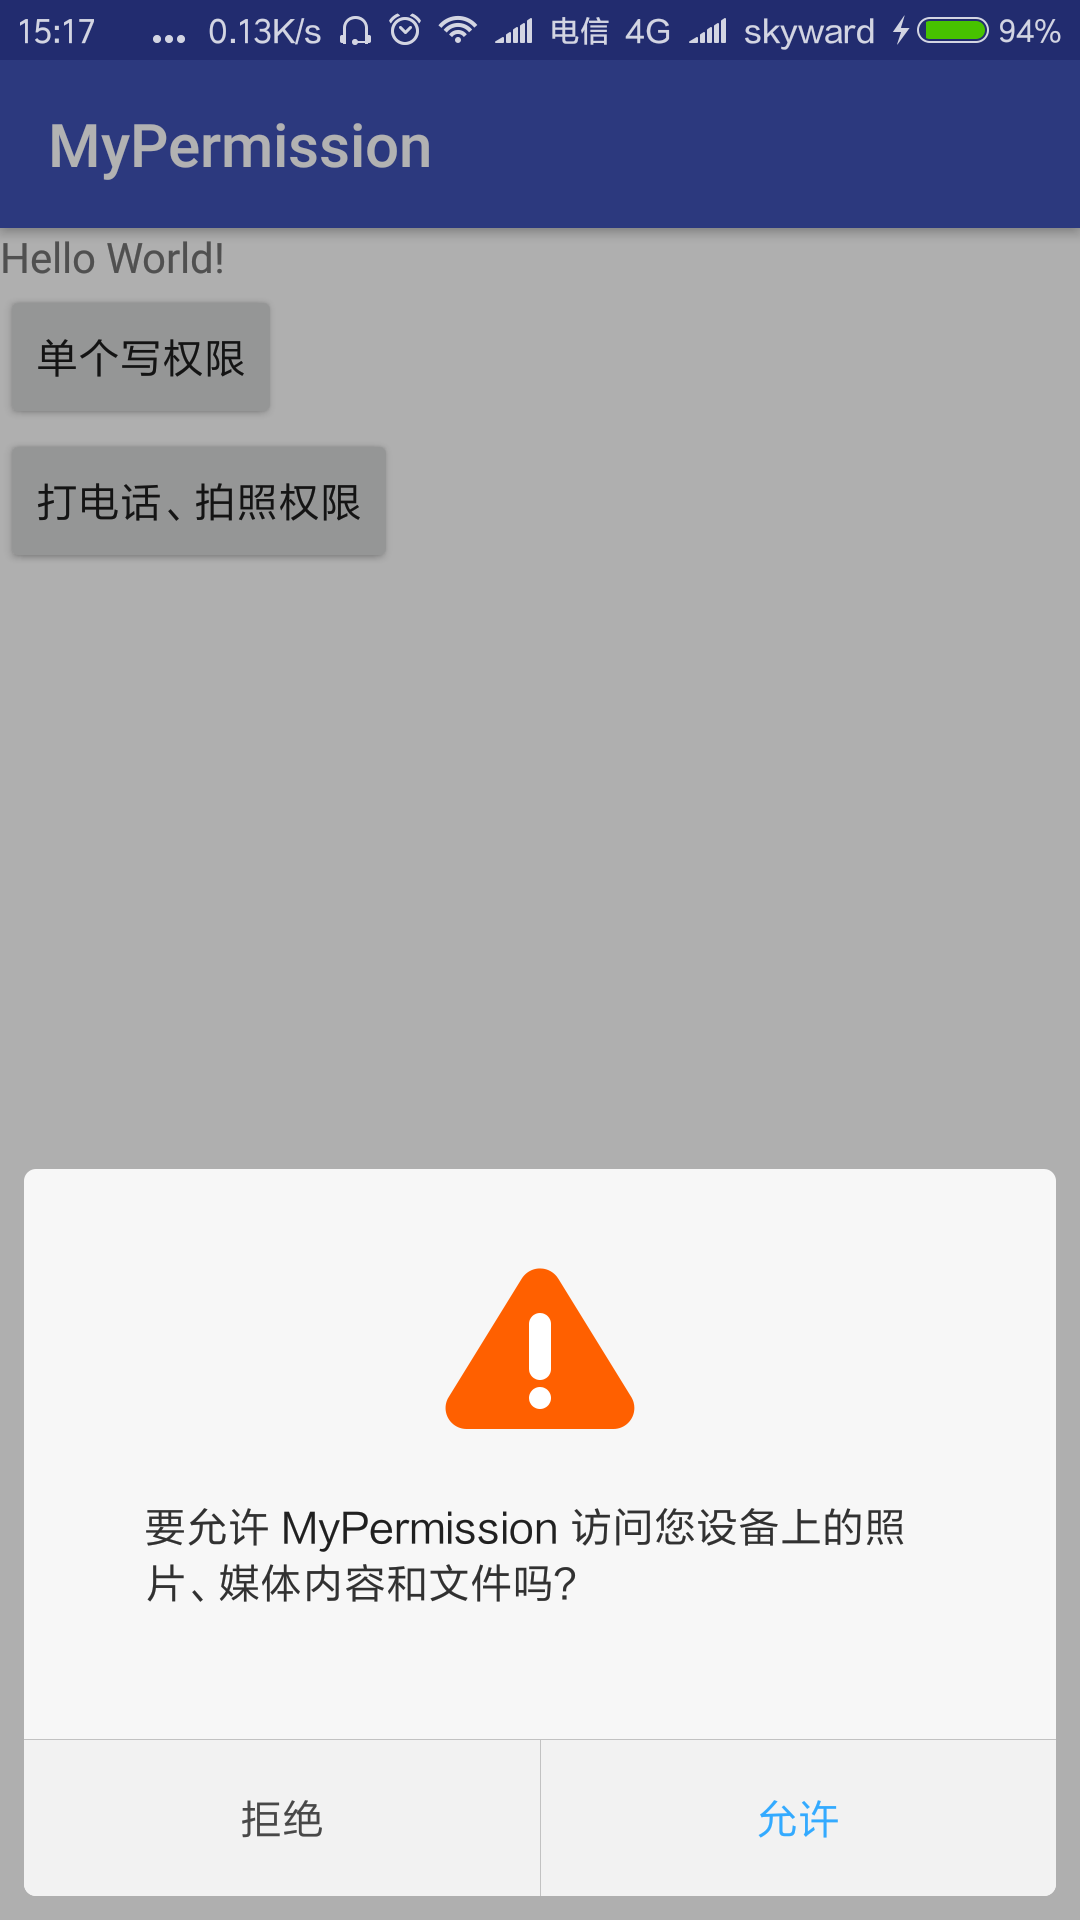 15:17 ... 0.13K/s 电信 4G skyward 94%
MyPermission
Hello World!
单个写权限
打电话、拍照权限
要允许 MyPermission 访问您设备上的照
片、媒体内容和文件吗?
拒绝 允许